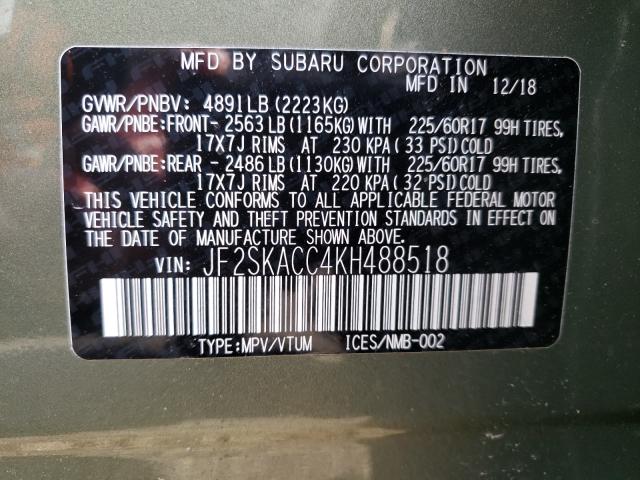 MFD BY SUBARU CORPORATION
MFD IN 12/18
GVWR/PNBV: 4891LB (2223KG)
GAWR/PNBE:FRONT- 2563LB (1165KG)WITH 225/60R17 99H TIRES,
17X7J RIMS AT 230 KPA (33 PSI)COLD
GAWR/PNBE:REAR - 2486LB (1130KG)WITH 225/60R17 99H TIRES,
17X7J RIMS AT 220 KPA (32 PSI)COLD
THIS VEHICLE CONFORMS TO ALL APPLICABLE FEDERAL MOTOR
VEHICLE SAFETY AND THEFT PREVENTION STANDARDS IN EFFECT ON
THE DATE OF MANUFACTURE SHOWN ABOVE.
VIN: JF2SKACC4KH488518
TYPE:MPV/VTUM ICES/NMB-002